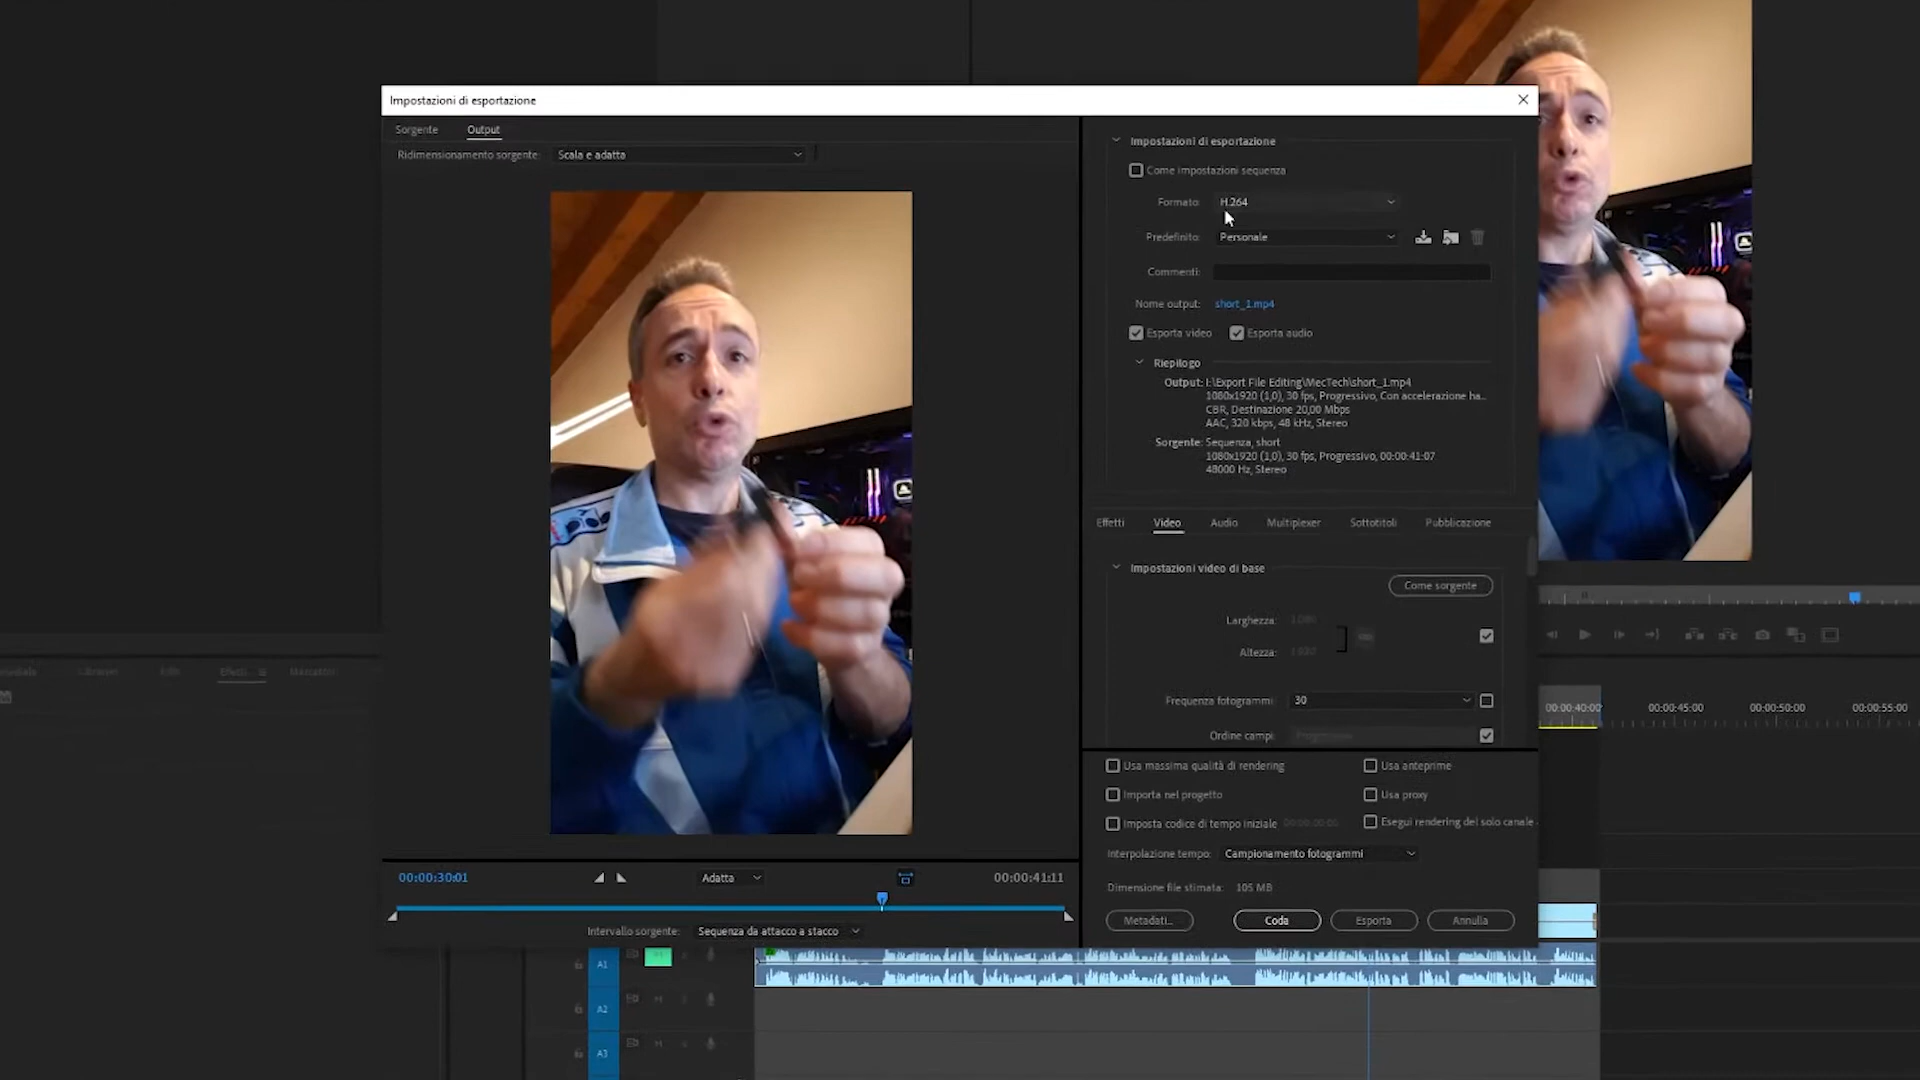 Impostazioni di esportazione
Sorgente Output
Ridimensionamento sorgente: Scala e adatta
Impostazioni di esportazione
Come impostazioni sequenza
Formato: H.264
Predefinito: Personale
Commenti:
Nome output: short_1.mp4
Esporta video Esporta audio
Riepilogo
Output: I:\Export File Editing\MecTech\short_1.mp4
1080x1920 (1,0), 30 fps, Progressivo, Con accelerazione ha...
CBR, Destinazione 20,00 Mbps
AAC, 320 kbps, 48 kHz, Stereo
Sorgente: Sequenza, short
1080x1920 (1,0), 30 fps, Progressivo, 00:00:41:07
48000 Hz, Stereo
Effetti Video Audio Multiplexer Sottotitoli Pubblicazione
Impostazioni video di base
Come sorgente
Larghezza:
Altezza:
Frequenza fotogrammi: 30
Ordine campi
Usa massima qualità di rendering Usa anteprime
Importa nel progetto Usa proxy
Imposta codice di tempo iniziale 00:00:00:00 Esegui rendering del solo canale
Interpolazione tempo: Campionamento fotogrammi
Dimensione file stimata: 105 MB
Metadati... Coda Esporta Annulla
00:00:30:01 Adatta 00:00:41:11
Intervallo sorgente: Sequenza da attacco a stacco
Effetti Marcatori
00:00:40:00 00:00:45:00 00:00:50:00 00:00:55:00
A1 M
A2 M
A3 M